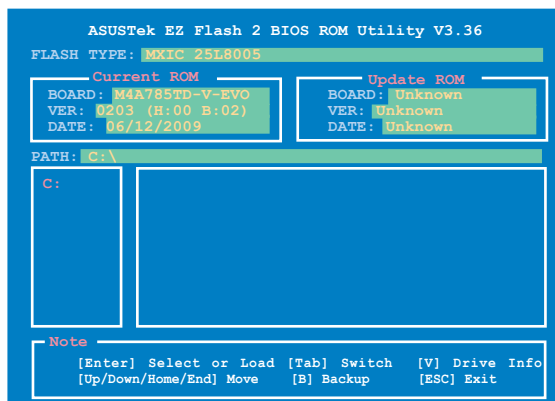 ASUSTek EZ Flash 2 BIOS ROM Utility V3.36
FLASH TYPE: MXIC 25L8005
Current ROM
BOARD: M4A785TD-V-EVO
VER: 0203 (H:00 B:02)
DATE: 06/12/2009
Update ROM
BOARD: Unknown
VER: Unknown
DATE: Unknown
PATH: C:\
C:
Note
[Enter] Select or Load [Tab] Switch [V] Drive Info
[Up/Down/Home/End] Move [B] Backup [ESC] Exit